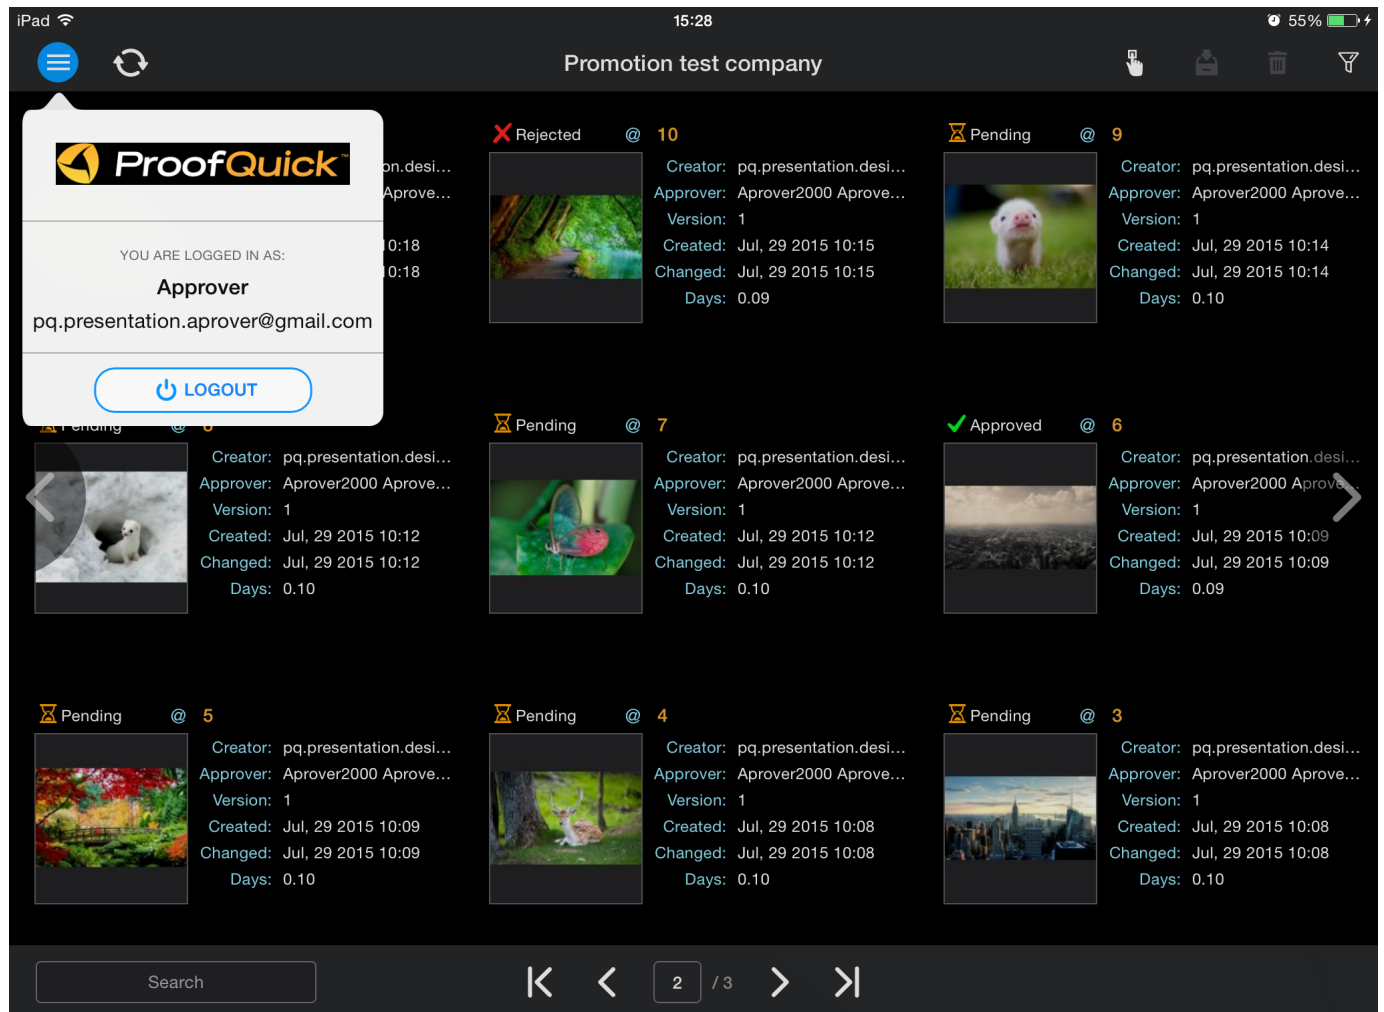 iPad 15:28 55%
Promotion test company
ProofQuick™
YOU ARE LOGGED IN AS:
Approver
pq.presentation.aprover@gmail.com
LOGOUT
on.desi...
Aprove...
10:18
10:18
Rejected @ 10
Creator: pq.presentation.desi...
Approver: Aprover2000 Aprove...
Version: 1
Created: Jul, 29 2015 10:15
Changed: Jul, 29 2015 10:15
Days: 0.09
Pending @ 9
Creator: pq.presentation.desi...
Approver: Aprover2000 Aprove...
Version: 1
Created: Jul, 29 2015 10:14
Changed: Jul, 29 2015 10:14
Days: 0.10
Pending @ 8
Creator: pq.presentation.desi...
Approver: Aprover2000 Aprove...
Version: 1
Created: Jul, 29 2015 10:12
Changed: Jul, 29 2015 10:12
Days: 0.10
Pending @ 7
Creator: pq.presentation.desi...
Approver: Aprover2000 Aprove...
Version: 1
Created: Jul, 29 2015 10:12
Changed: Jul, 29 2015 10:12
Days: 0.10
Approved @ 6
Creator: pq.presentation.desi...
Approver: Aprover2000 Aprove...
Version: 1
Created: Jul, 29 2015 10:09
Changed: Jul, 29 2015 10:09
Days: 0.09
Pending @ 5
Creator: pq.presentation.desi...
Approver: Aprover2000 Aprove...
Version: 1
Created: Jul, 29 2015 10:09
Changed: Jul, 29 2015 10:09
Days: 0.10
Pending @ 4
Creator: pq.presentation.desi...
Approver: Aprover2000 Aprove...
Version: 1
Created: Jul, 29 2015 10:08
Changed: Jul, 29 2015 10:08
Days: 0.10
Pending @ 3
Creator: pq.presentation.desi...
Approver: Aprover2000 Aprove...
Version: 1
Created: Jul, 29 2015 10:08
Changed: Jul, 29 2015 10:08
Days: 0.10
Search 2 / 3